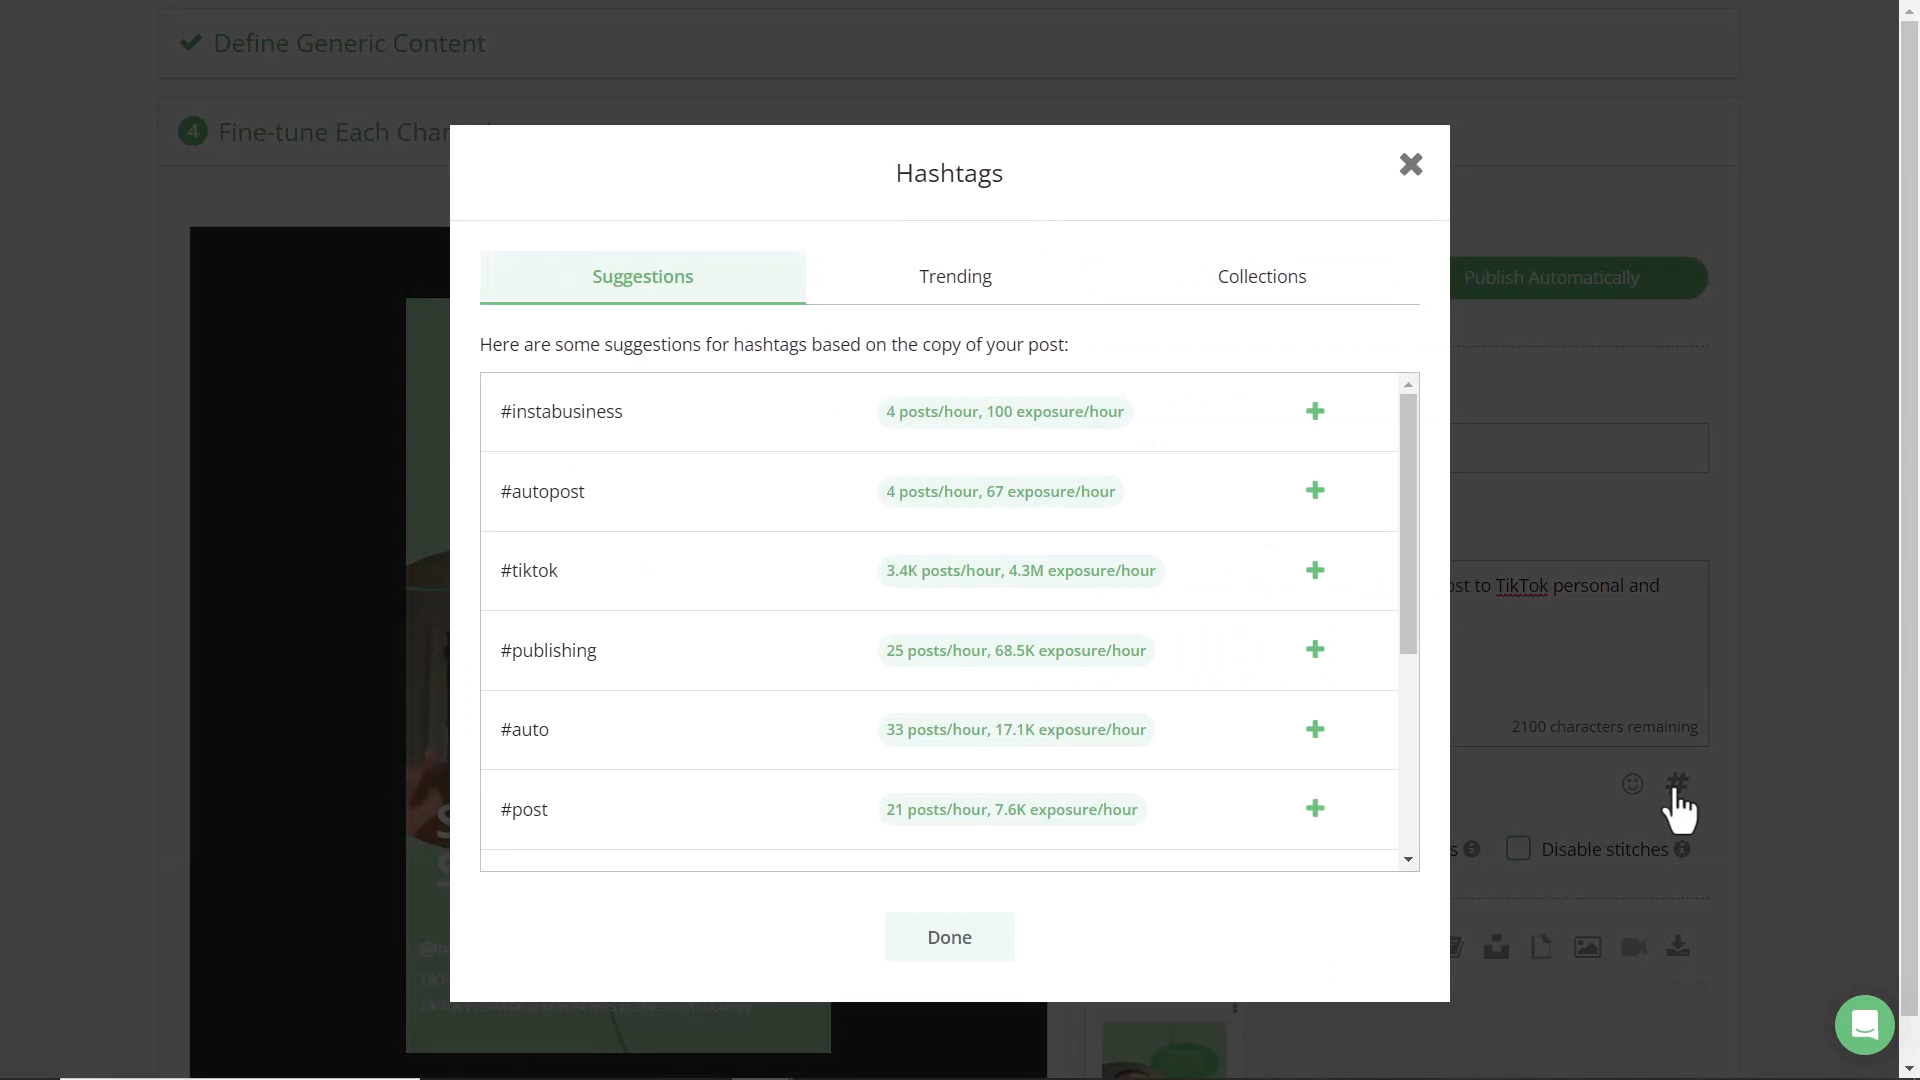 Define Generic Content
4 Fine-tune Each
Hashtags
Suggestions
Trending
Collections
Publish Automatically
Here are some suggestions for hashtags based on the copy of your post:
#instabusiness 4 posts/hour, 100 exposure/hour
#autopost 4 posts/hour, 67 exposure/hour
#tiktok 3.4K posts/hour, 4.3M exposure/hour
to TikTok personal and
#publishing 25 posts/hour, 68.5K exposure/hour
#auto 33 posts/hour, 17.1K exposure/hour
2100 characters remaining
#post 21 posts/hour, 7.6K exposure/hour
#
Disable stitches
Done